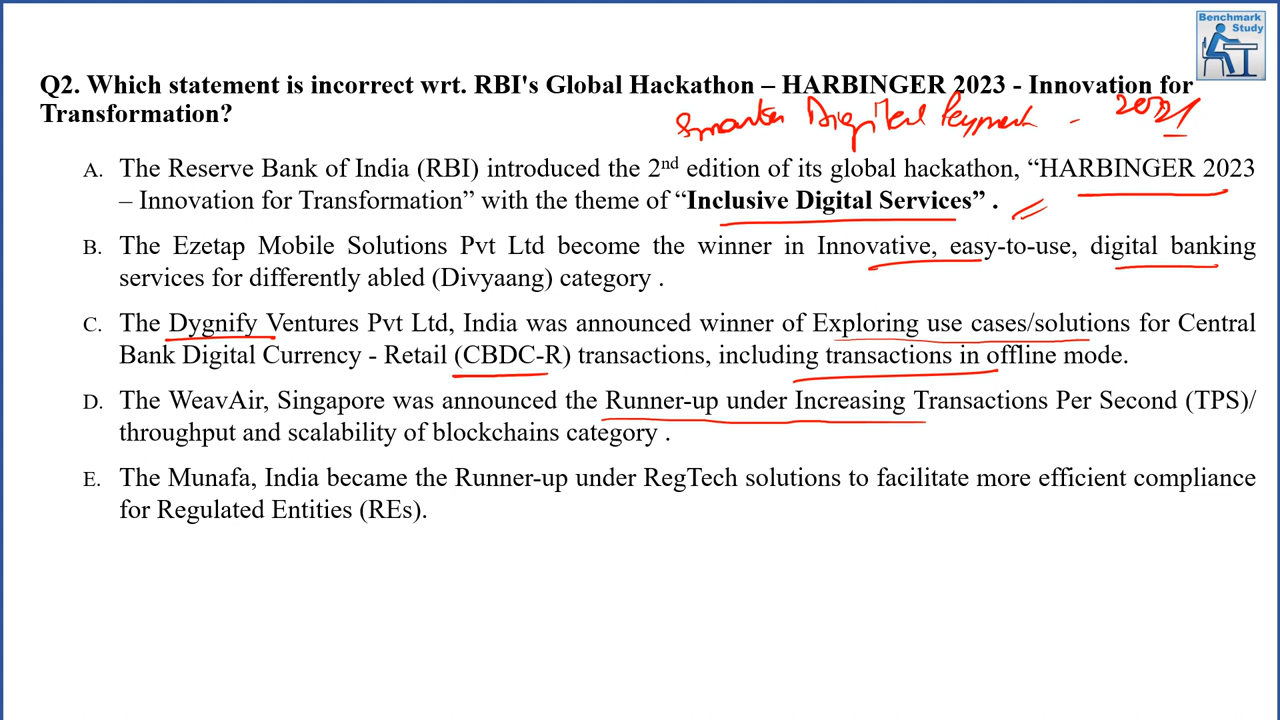 Benchmark
Study
Q2. Which statement is incorrect wrt. RBI's Global Hackathon – HARBINGER 2023 - Innovation for
Transformation?
Smarter Digital Payment - 2021
A. The Reserve Bank of India (RBI) introduced the 2nd edition of its global hackathon, “HARBINGER 2023
– Innovation for Transformation” with the theme of “Inclusive Digital Services” .
B. The Ezetap Mobile Solutions Pvt Ltd become the winner in Innovative, easy-to-use, digital banking
services for differently abled (Divyaang) category .
C. The Dygnify Ventures Pvt Ltd, India was announced winner of Exploring use cases/solutions for Central
Bank Digital Currency - Retail (CBDC-R) transactions, including transactions in offline mode.
D. The WeavAir, Singapore was announced the Runner-up under Increasing Transactions Per Second (TPS)/
throughput and scalability of blockchains category .
E. The Munafa, India became the Runner-up under RegTech solutions to facilitate more efficient compliance
for Regulated Entities (REs).